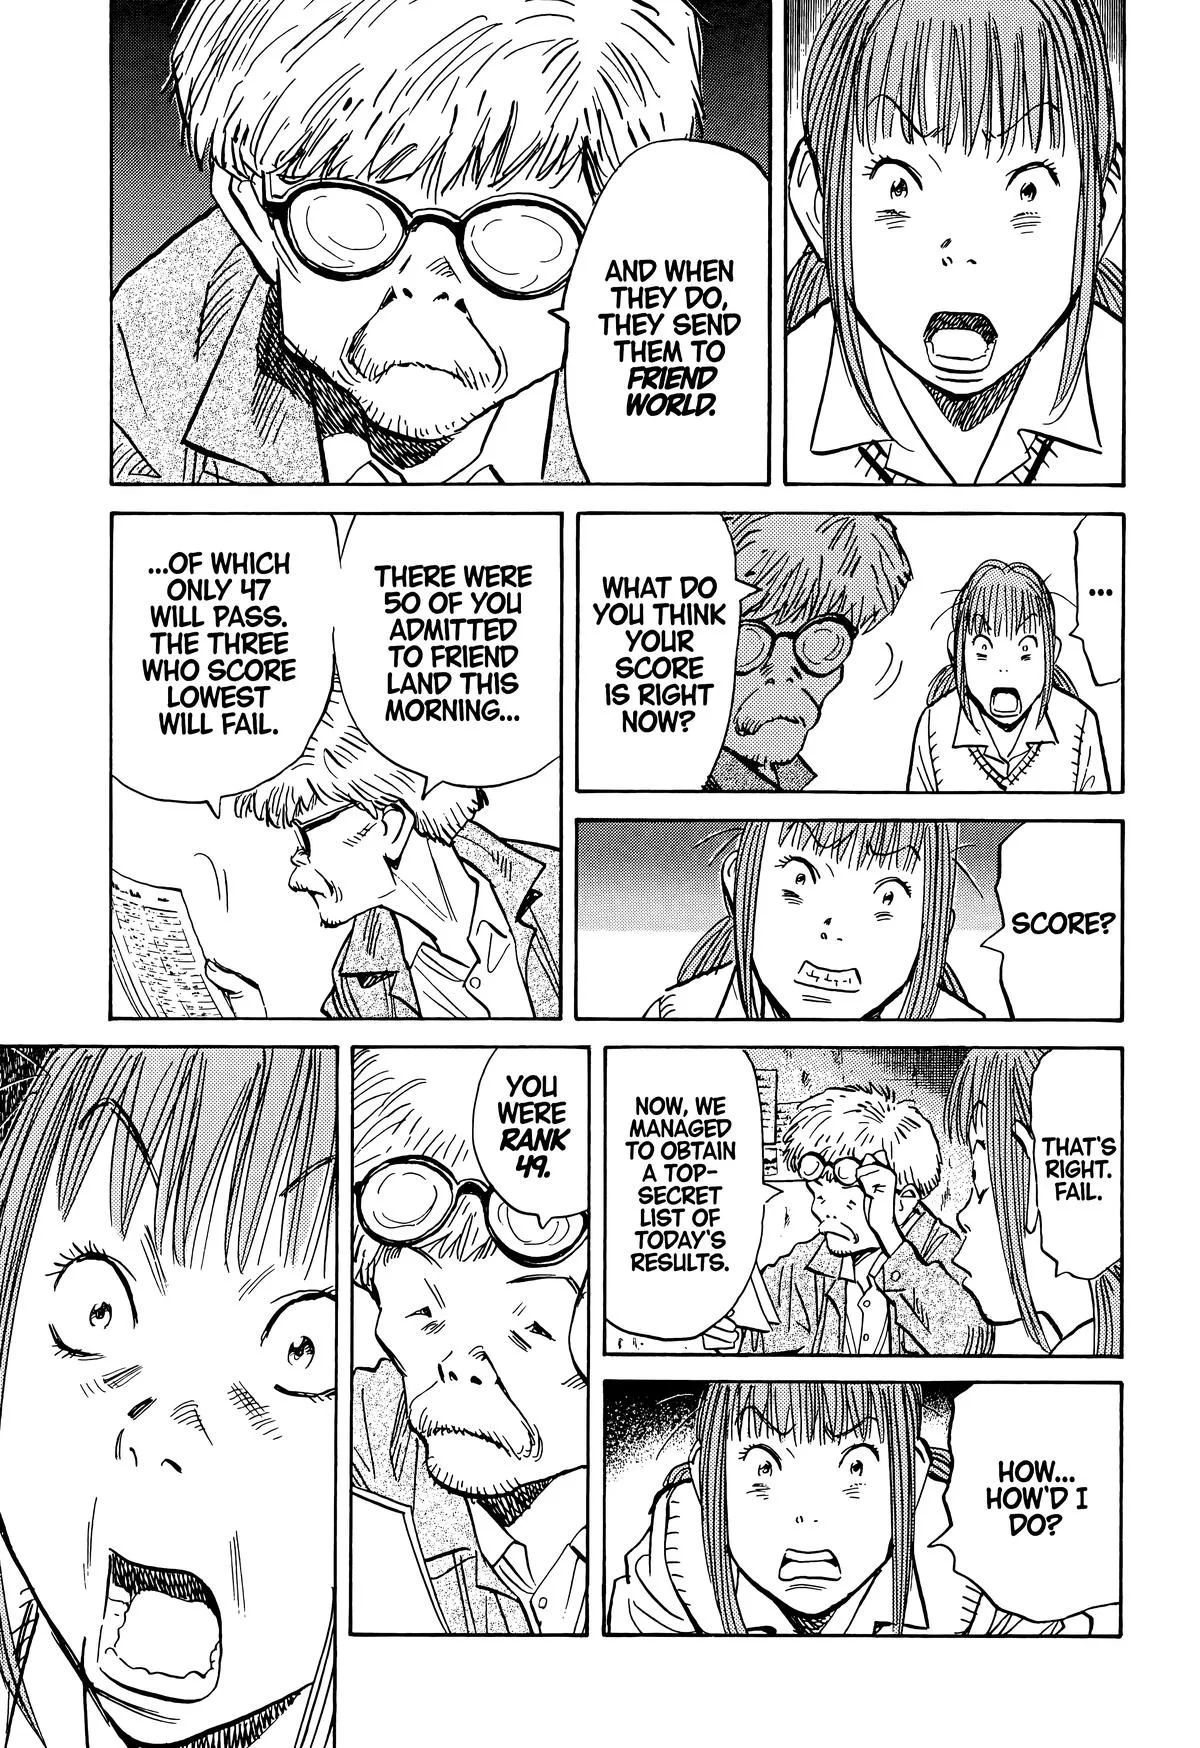 AND WHEN
THEY DO,
THEY SEND
THEM TO
FRIEND
WORLD.
...
WHAT DO
YOU THINK
YOUR
SCORE
IS RIGHT
NOW?
SCORE?
THERE WERE
50 OF YOU
ADMITTED
TO FRIEND
LAND THIS
MORNING...
...OF WHICH
ONLY 47
WILL PASS.
THE THREE
WHO SCORE
LOWEST
WILL FAIL.
THAT'S
RIGHT.
FAIL.
NOW, WE
MANAGED
TO OBTAIN
A TOP-
SECRET
LIST OF
TODAY'S
RESULTS.
HOW...
HOW'D I
DO?
YOU
WERE
RANK
49.